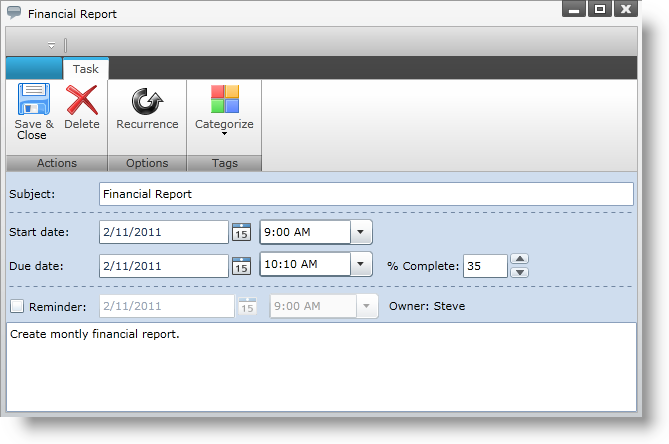 Financial Report
Task
Save & Close
Delete
Recurrence
Categorize
Actions
Options
Tags
Subject: Financial Report
Start date: 2/11/2011 15 9:00 AM
Due date: 2/11/2011 15 10:10 AM % Complete: 35
Reminder: 2/11/2011 15 9:00 AM Owner: Steve
Create montly financial report.